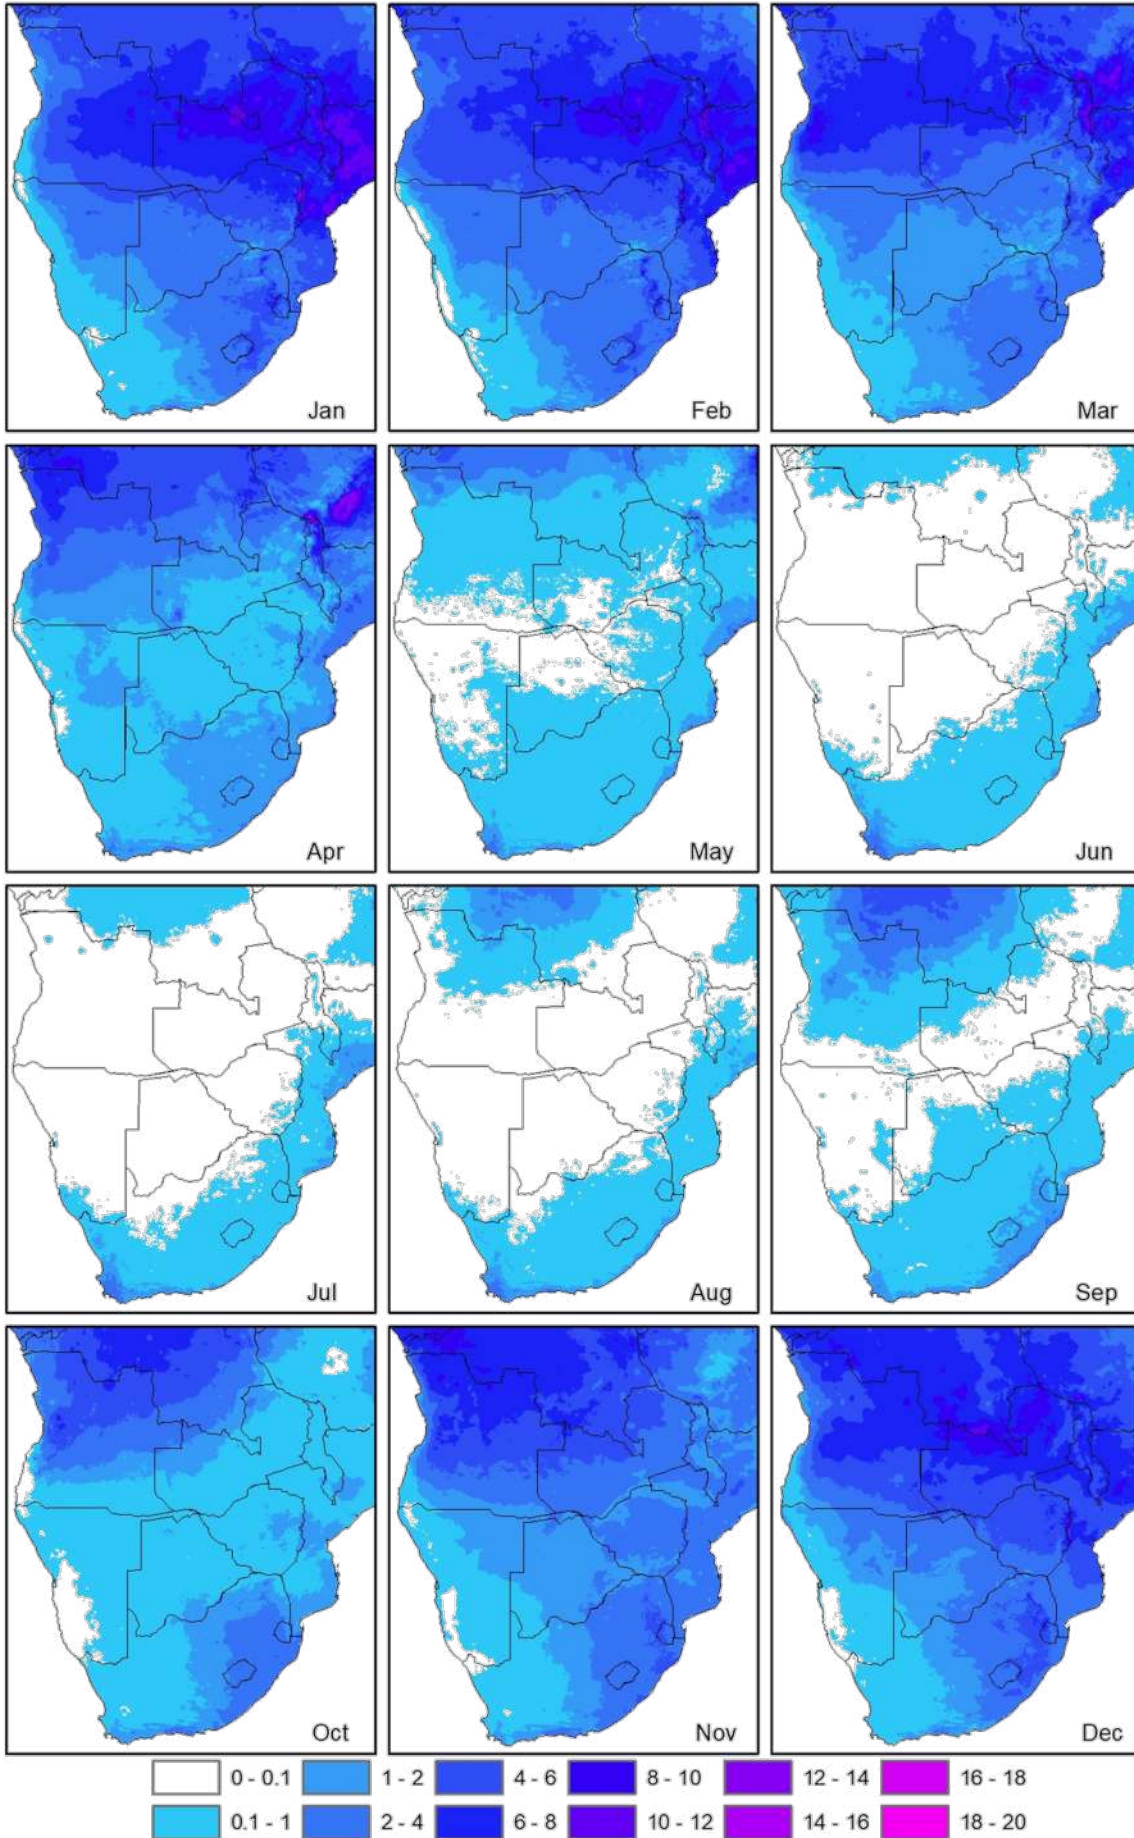 Jan Feb Mar
Apr May Jun
Jul Aug Sep
Oct Nov Dec
0 - 0.1 1 - 2 4 - 6 8 - 10 12 - 14 16 - 18
0.1 - 1 2 - 4 6 - 8 10 - 12 14 - 16 18 - 20